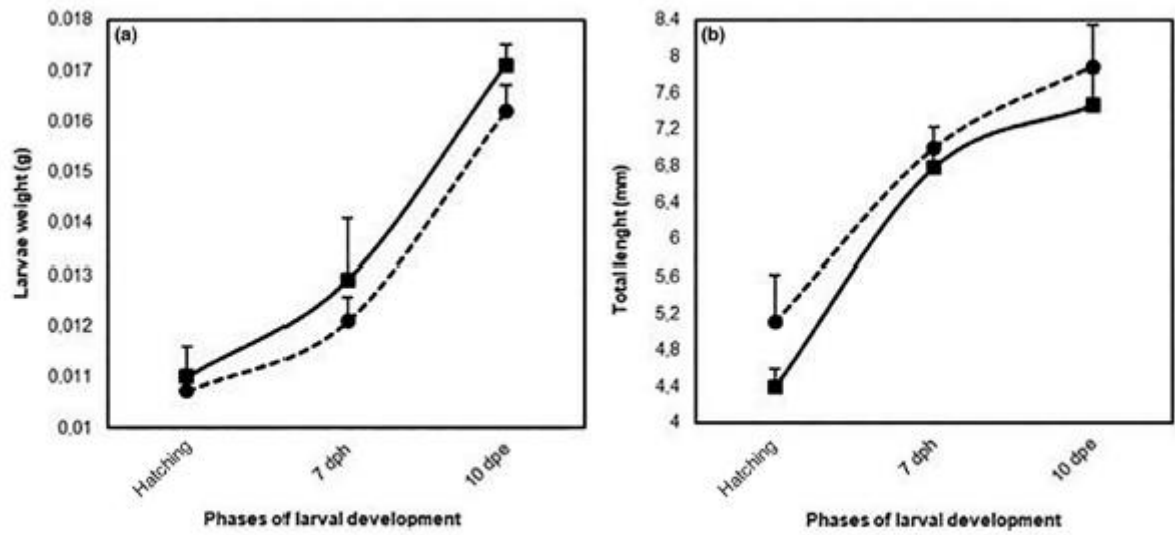 (a)
0,018
0,017
0,016
0,015
0,014
0,013
0,012
0,011
0,01
Larvae weight (g)
Hatching
7 dph
10 dpe
Phases of larval development
(b)
8.4
8
7.6
7.2
6.8
6.4
6
5,6
5,2
4,8
4,4
4
Total lenght (mm)
Hatching
7 dph
10 dpe
Phases of larval development